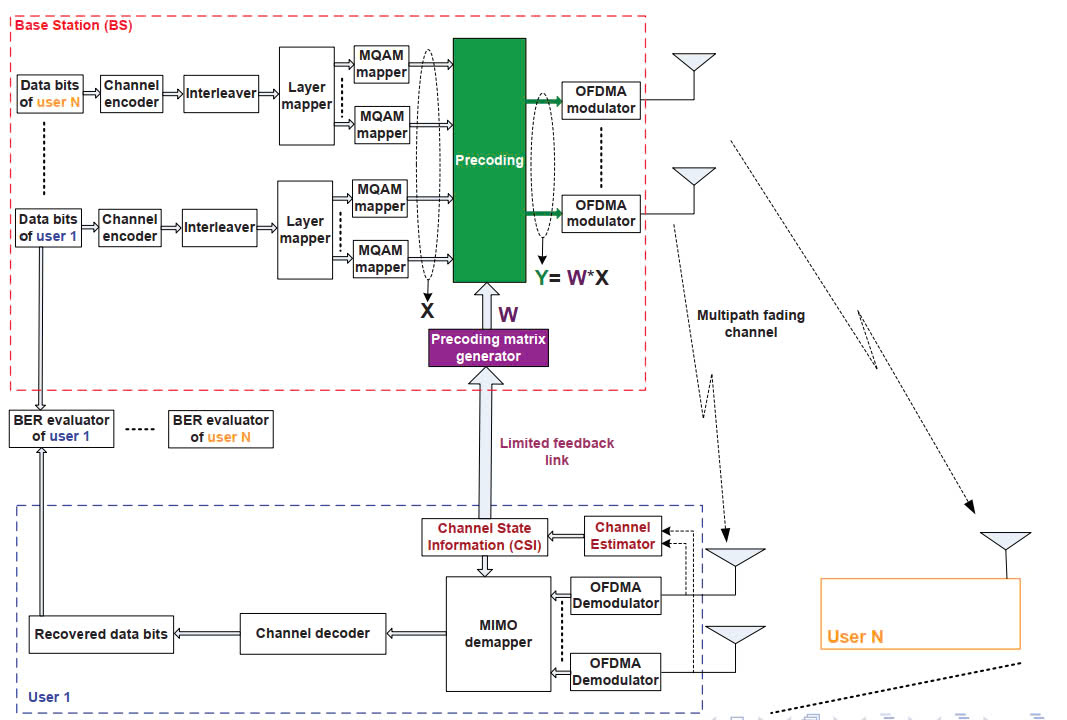 Base Station (BS)
Data bits
of user N
Channel
encoder
Interleaver
Layer
mapper
MQAM
mapper
MQAM
mapper
Precoding
OFDMA
modulator
Data bits
of user 1
Channel
encoder
Interleaver
Layer
mapper
MQAM
mapper
MQAM
mapper
OFDMA
modulator
X
Y= W*X
W
Precoding matrix
generator
Multipath fading
channel
BER evaluator
of user 1
BER evaluator
of user N
Limited feedback
link
Channel State
Information (CSI)
Channel
Estimator
MIMO
demapper
OFDMA
Demodulator
OFDMA
Demodulator
Channel decoder
Recovered data bits
User 1
User N